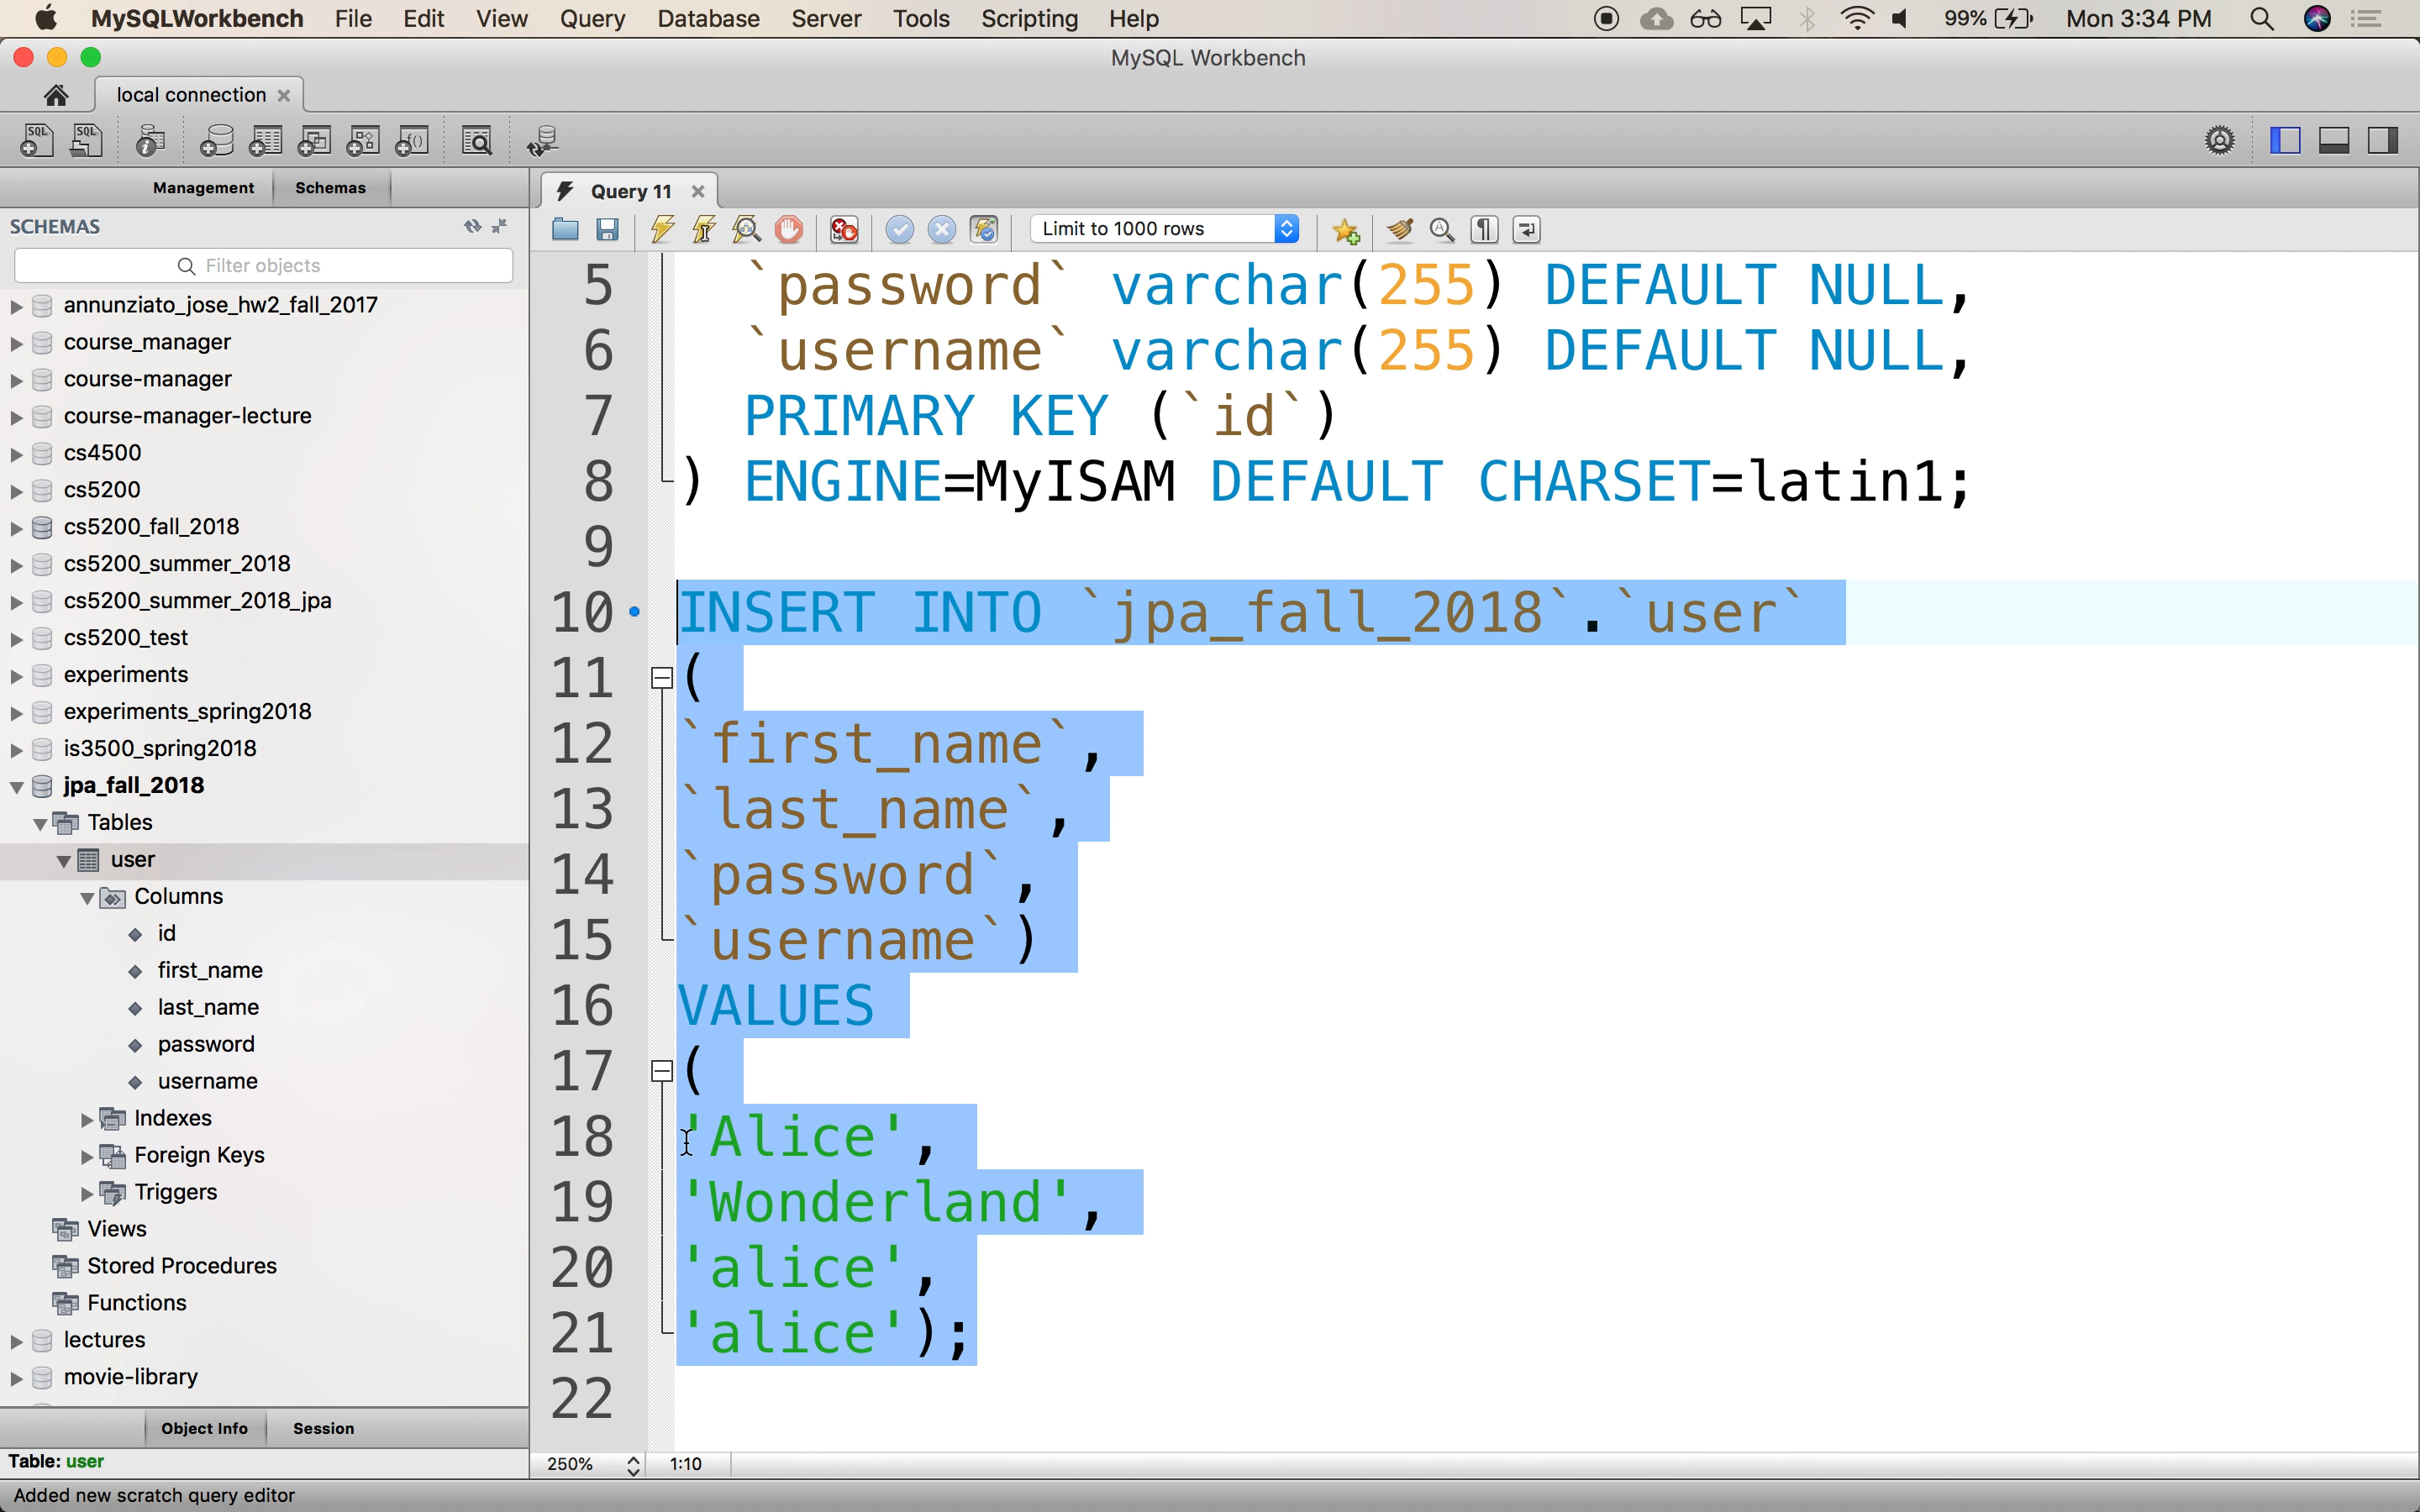 MySQLWorkbench File Edit View Query Database Server Tools Scripting Help 99% Mon 3:34 PM
MySQL Workbench
local connection
Management Schemas
SCHEMAS
Filter objects
annunziato_jose_hw2_fall_2017
course_manager
course-manager
course-manager-lecture
cs4500
cs5200
cs5200_fall_2018
cs5200_summer_2018
cs5200_summer_2018_jpa
cs5200_test
experiments
experiments_spring2018
is3500_spring2018
jpa_fall_2018
Tables
user
Columns
id
first_name
last_name
password
username
Indexes
Foreign Keys
Triggers
Views
Stored Procedures
Functions
lectures
movie-library
Object Info Session
Table: user
Added new scratch query editor
Query 11
Limit to 1000 rows
5 `password` varchar(255) DEFAULT NULL,
6 `username` varchar(255) DEFAULT NULL,
7 PRIMARY KEY (`id`)
8 ) ENGINE=MyISAM DEFAULT CHARSET=latin1;
9
10 INSERT INTO `jpa_fall_2018`.`user`
11 (
12 `first_name`,
13 `last_name`,
14 `password`,
15 `username`)
16 VALUES
17 (
18 'Alice',
19 'Wonderland',
20 'alice',
21 'alice');
22
250% 1:10